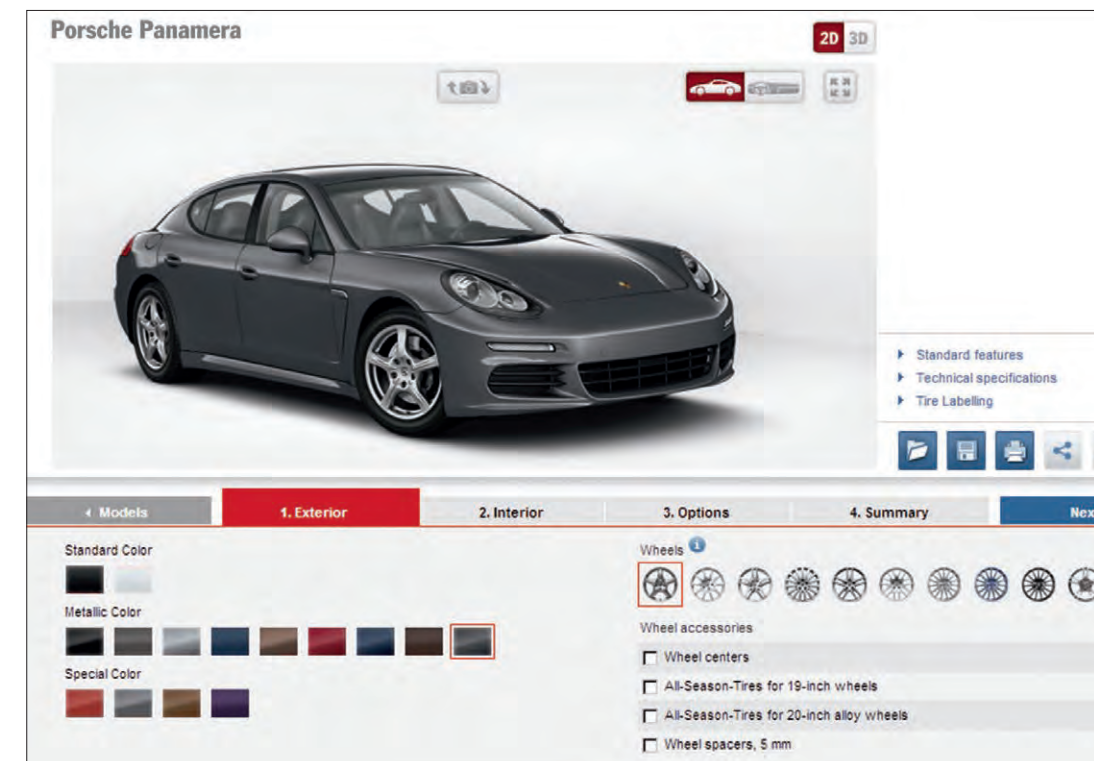 Porsche Panamera
2D 3D
Standard features
Technical specifications
Tire Labelling
Models
1. Exterior
2. Interior
3. Options
4. Summary
Nex
Standard Color
Metallic Color
Special Color
Wheels i
Wheel accessories
Wheel centers
All-Season-Tires for 19-inch wheels
All-Season-Tires for 20-inch alloy wheels
Wheel spacers, 5 mm